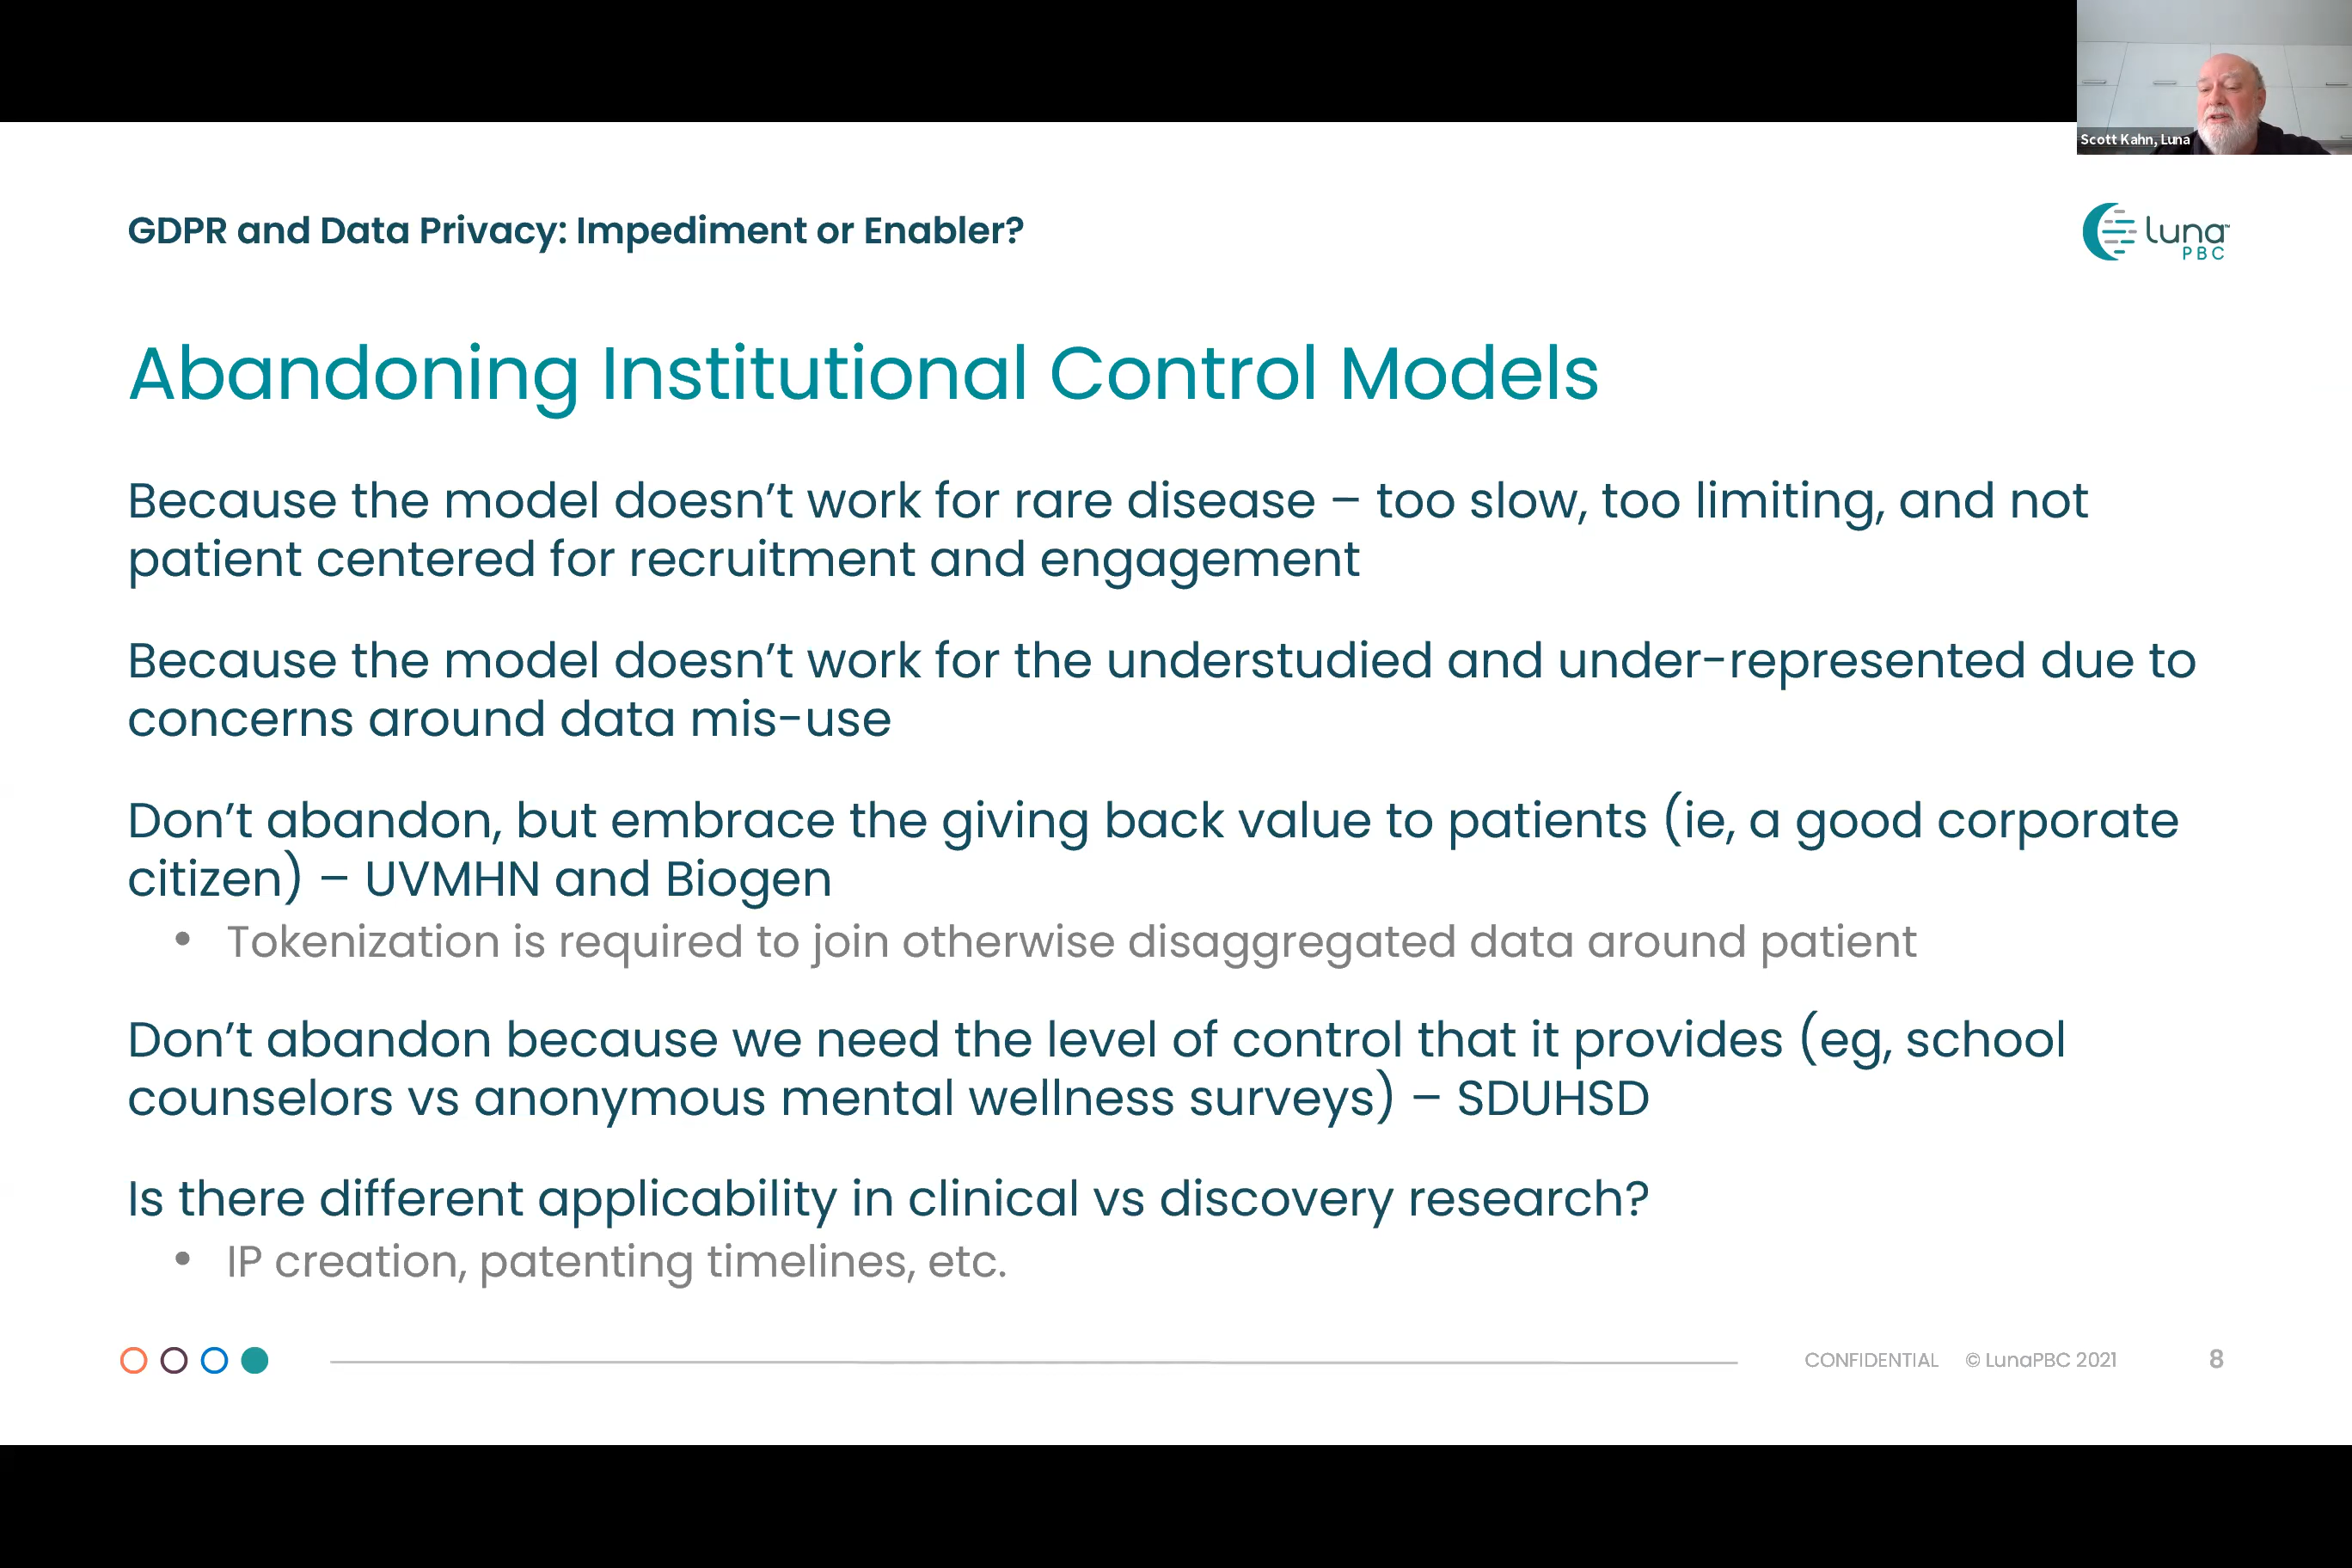 Scott Kahn, Luna
GDPR and Data Privacy: Impediment or Enabler?
luna™
PBC
Abandoning Institutional Control Models
Because the model doesn’t work for rare disease – too slow, too limiting, and not
patient centered for recruitment and engagement
Because the model doesn’t work for the understudied and under-represented due to
concerns around data mis-use
Don’t abandon, but embrace the giving back value to patients (ie, a good corporate
citizen) – UVMHN and Biogen
• Tokenization is required to join otherwise disaggregated data around patient
Don’t abandon because we need the level of control that it provides (eg, school
counselors vs anonymous mental wellness surveys) – SDUHSD
Is there different applicability in clinical vs discovery research?
• IP creation, patenting timelines, etc.
CONFIDENTIAL © LunaPBC 2021 8